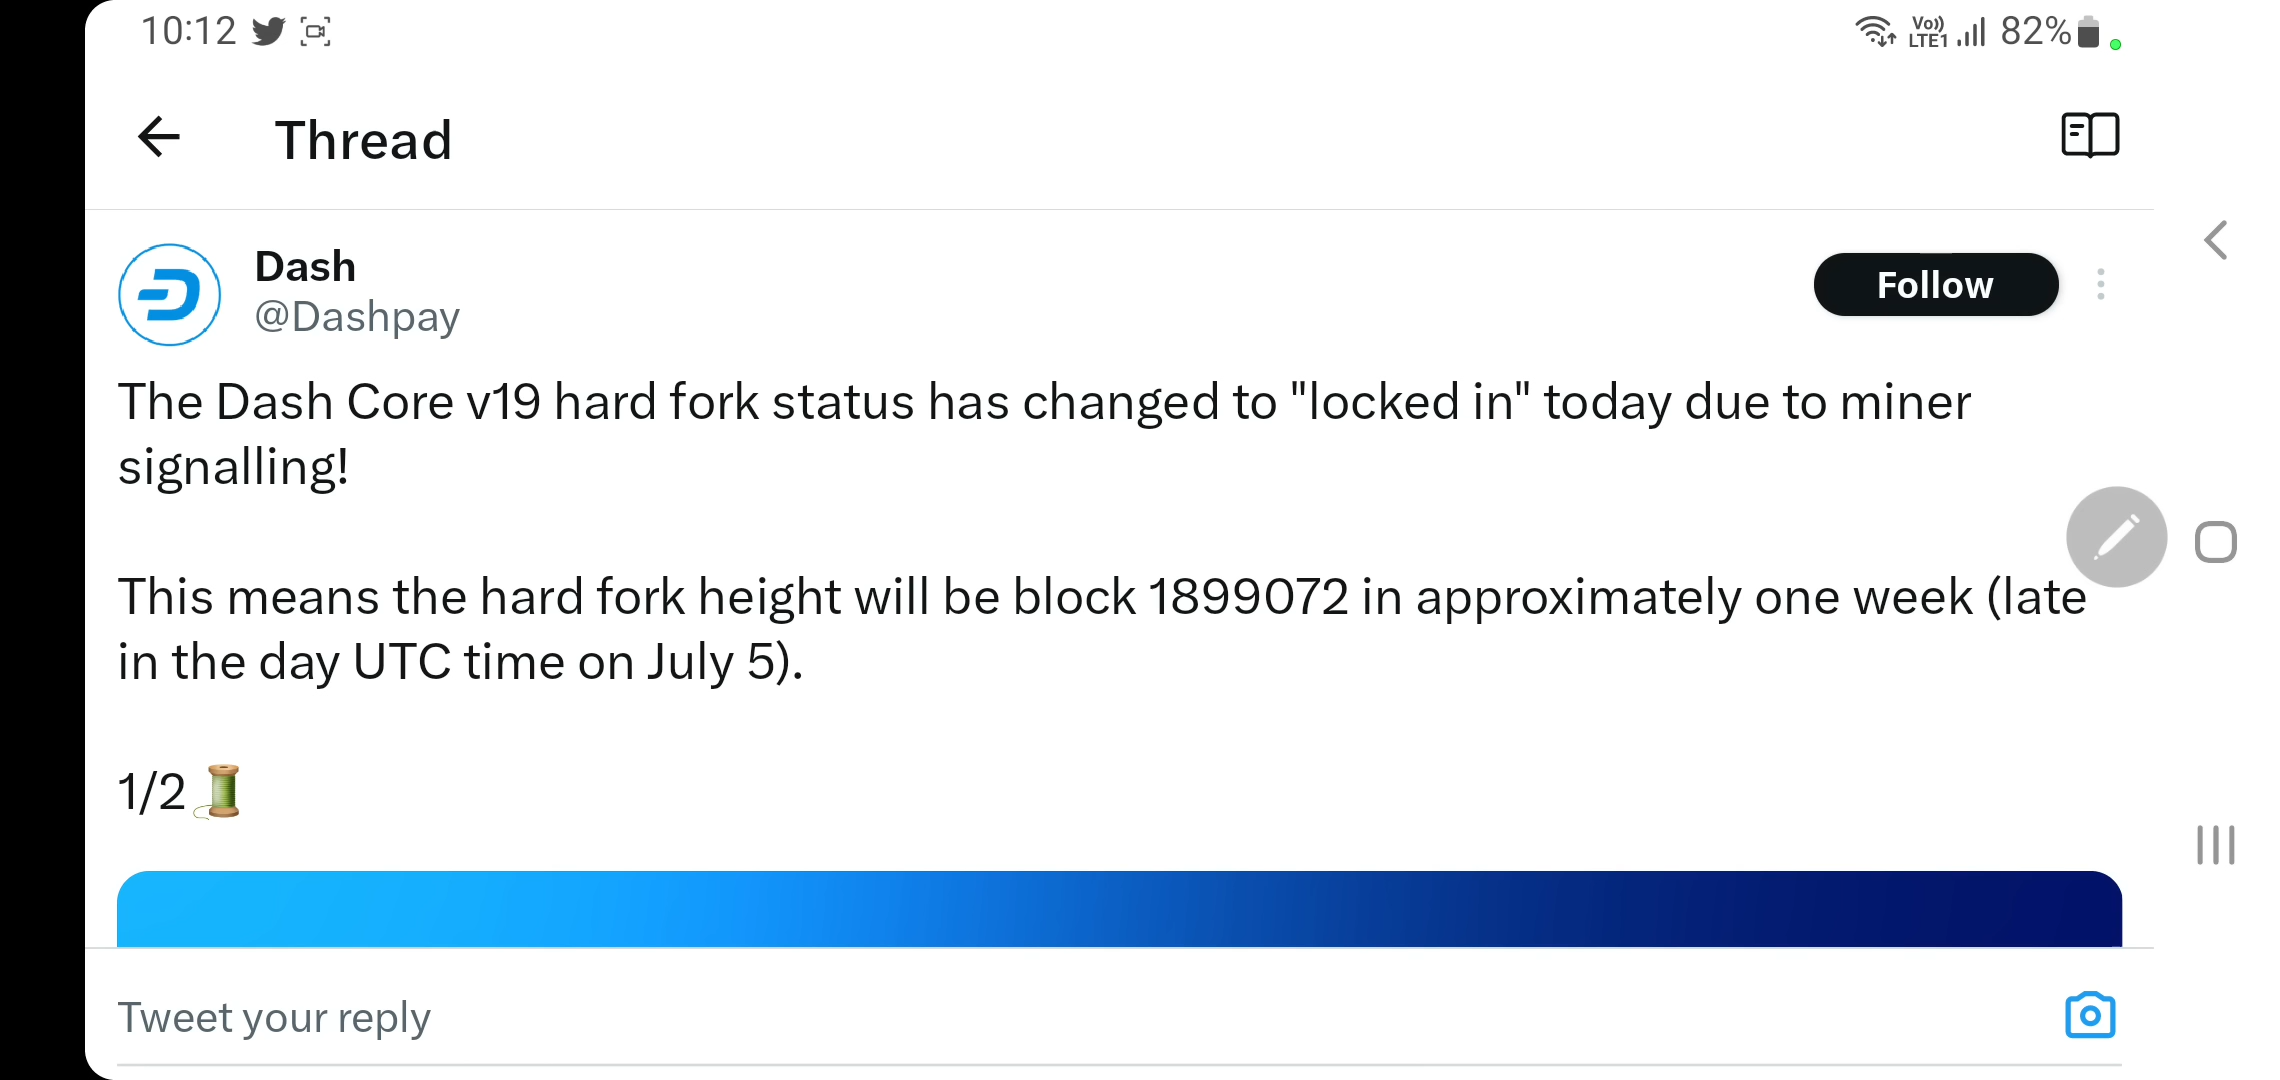 10:12
Vo)) LTE1 82%
Thread
Dash
@Dashpay
Follow
The Dash Core v19 hard fork status has changed to "locked in" today due to miner
signalling!
This means the hard fork height will be block 1899072 in approximately one week (late
in the day UTC time on July 5).
1/2🧵
Tweet your reply